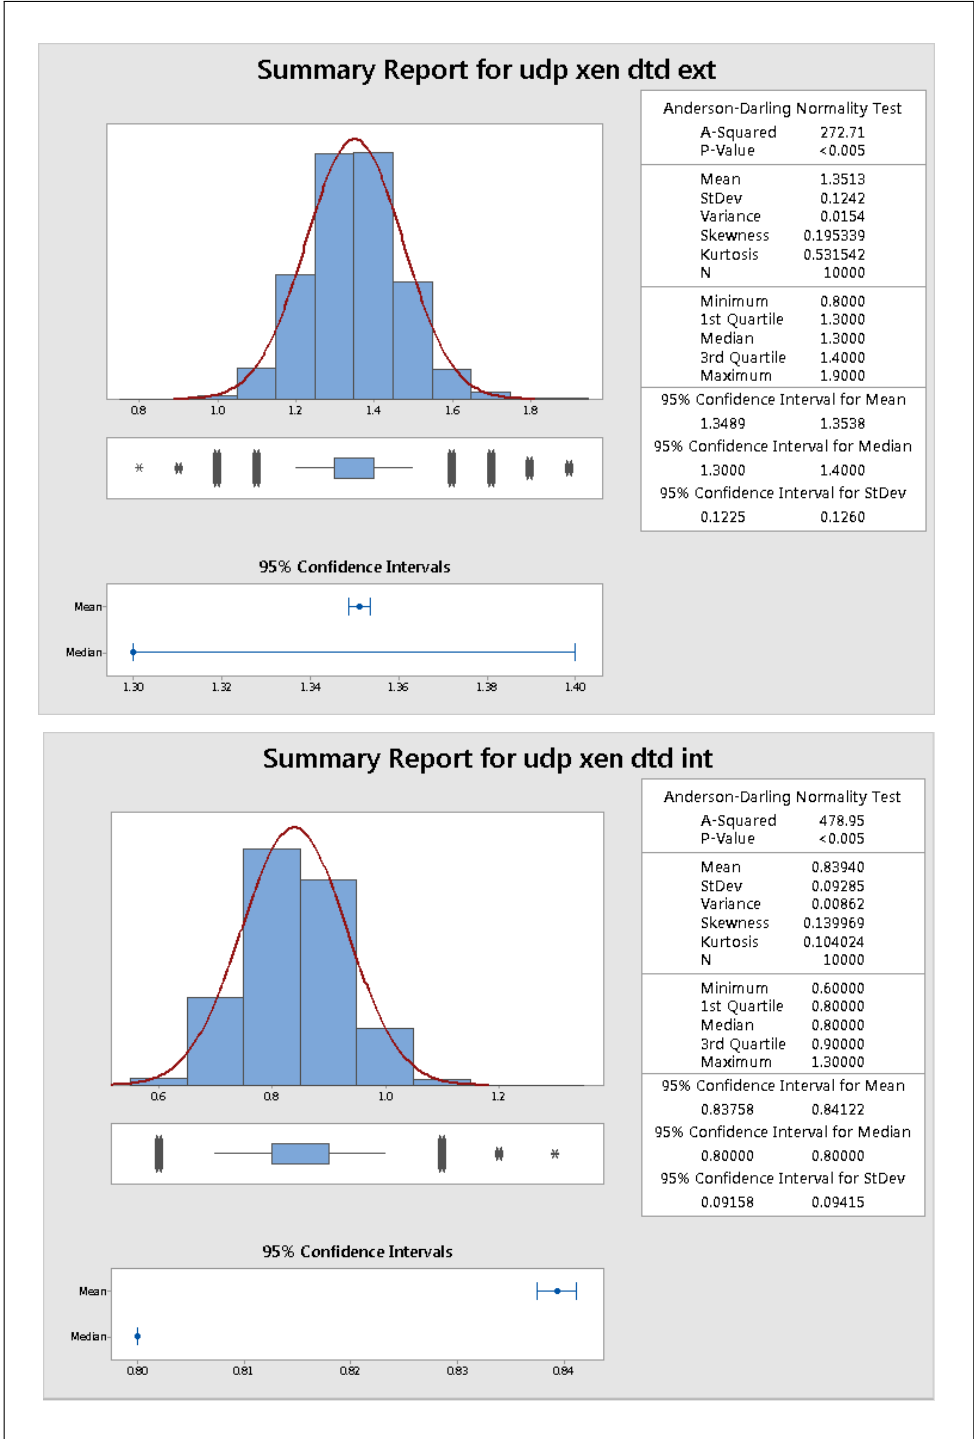 Summary Report for udp xen dtd ext
Anderson-Darling Normality Test
A-Squared 272.71
P-Value <0.005
Mean 1.3513
StDev 0.1242
Variance 0.0154
Skewness 0.195339
Kurtosis 0.531542
N 10000
Minimum 0.8000
1st Quartile 1.3000
Median 1.3000
3rd Quartile 1.4000
Maximum 1.9000
95% Confidence Interval for Mean
1.3489 1.3538
95% Confidence Interval for Median
1.3000 1.4000
95% Confidence Interval for StDev
0.1225 0.1260
0.8 1.0 1.2 1.4 1.6 1.8
95% Confidence Intervals
Mean
Median
1.30 1.32 1.34 1.36 1.38 1.40
Summary Report for udp xen dtd int
Anderson-Darling Normality Test
A-Squared 478.95
P-Value <0.005
Mean 0.83940
StDev 0.09285
Variance 0.00862
Skewness 0.139969
Kurtosis 0.104024
N 10000
Minimum 0.60000
1st Quartile 0.80000
Median 0.80000
3rd Quartile 0.90000
Maximum 1.30000
95% Confidence Interval for Mean
0.83758 0.84122
95% Confidence Interval for Median
0.80000 0.80000
95% Confidence Interval for StDev
0.09158 0.09415
0.6 0.8 1.0 1.2
95% Confidence Intervals
Mean
Median
0.80 0.81 0.82 0.83 0.84